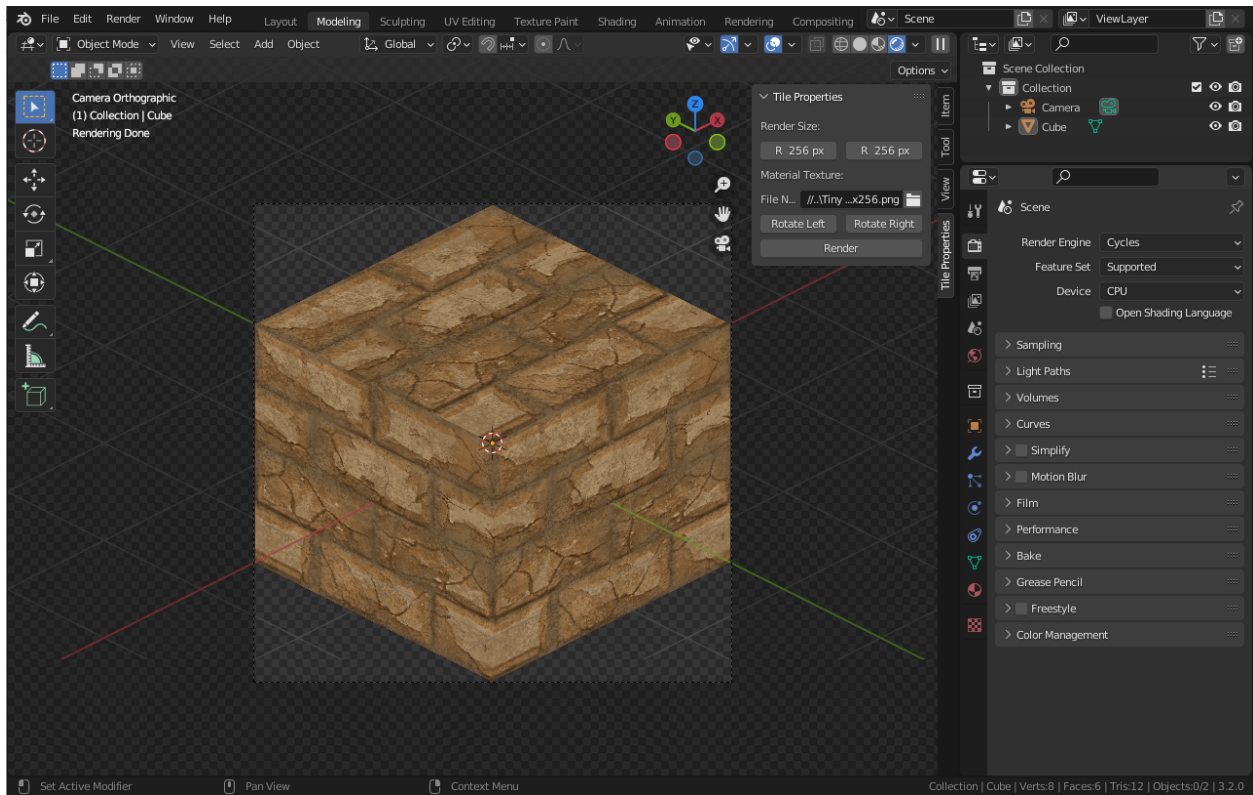 File Edit Render Window Help Layout Modeling Sculpting UV Editing Texture Paint Shading Animation Rendering Compositing Scene ViewLayer
Object Mode View Select Add Object Global
Options
Camera Orthographic
(1) Collection | Cube
Rendering Done
X
Y
Z
Tile Properties
Render Size:
R 256 px R 256 px
Material Texture:
File N... //..\Tiny ...x256.png
Rotate Left Rotate Right
Render
Item
Tool
View
Tile Properties
Scene Collection
Collection
Camera
Cube
Scene
Render Engine Cycles
Feature Set Supported
Device CPU
Open Shading Language
Sampling
Light Paths
Volumes
Curves
Simplify
Motion Blur
Film
Performance
Bake
Grease Pencil
Freestyle
Color Management
Set Active Modifier Pan View Context Menu Collection | Cube | Verts:8 | Faces:6 | Tris:12 | Objects:0/2 | 3.2.0